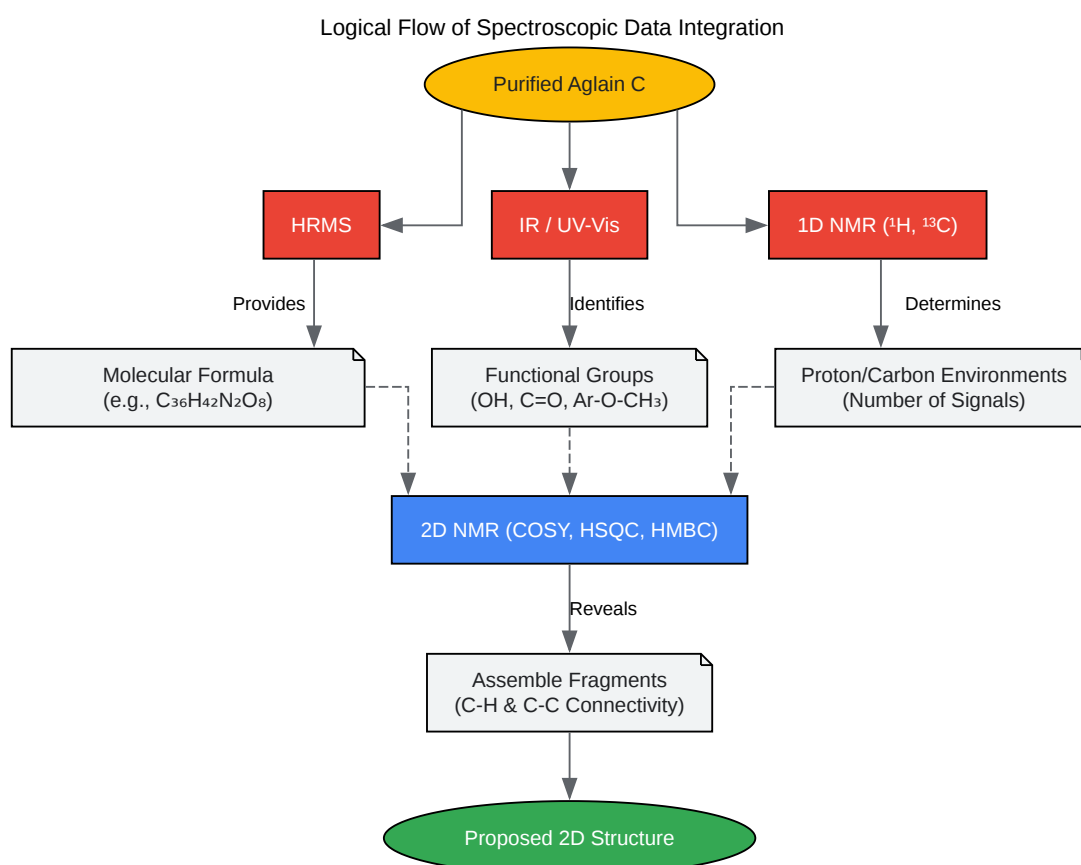 Logical Flow of Spectroscopic Data Integration
Purified Aglain C
HRMS
IR / UV-Vis
1D NMR (¹H, ¹³C)
Provides
Identifies
Determines
Molecular Formula
(e.g., C₃₆H₄₂N₂O₈)
Functional Groups
(OH, C=O, Ar-O-CH₃)
Proton/Carbon Environments
(Number of Signals)
2D NMR (COSY, HSQC, HMBC)
Reveals
Assemble Fragments
(C-H & C-C Connectivity)
Proposed 2D Structure